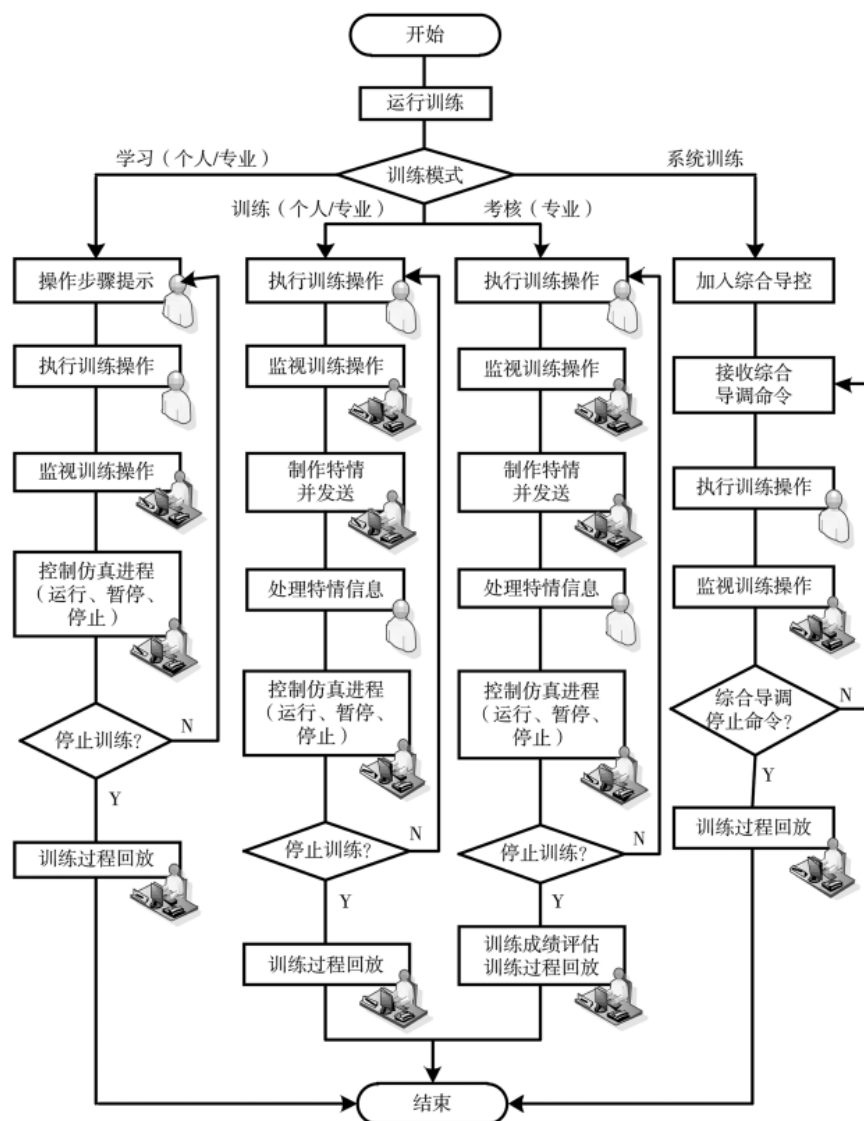 开始
运行训练
训练模式
学习（个人/专业）
系统训练
训练（个人/专业）
考核（专业）
操作步骤提示
执行训练操作
监视训练操作
控制仿真进程
（运行、暂停、
停止）
停止训练?
N
Y
训练过程回放
执行训练操作
监视训练操作
制作特情
并发送
处理特情信息
控制仿真进程
（运行、暂停、
停止）
停止训练?
N
Y
训练过程回放
执行训练操作
监视训练操作
制作特情
并发送
处理特情信息
控制仿真进程
（运行、暂停、
停止）
停止训练?
N
Y
训练成绩评估
训练过程回放
加入综合导控
接收综合
导调命令
执行训练操作
监视训练操作
综合导调
停止命令?
N
Y
训练过程回放
结束